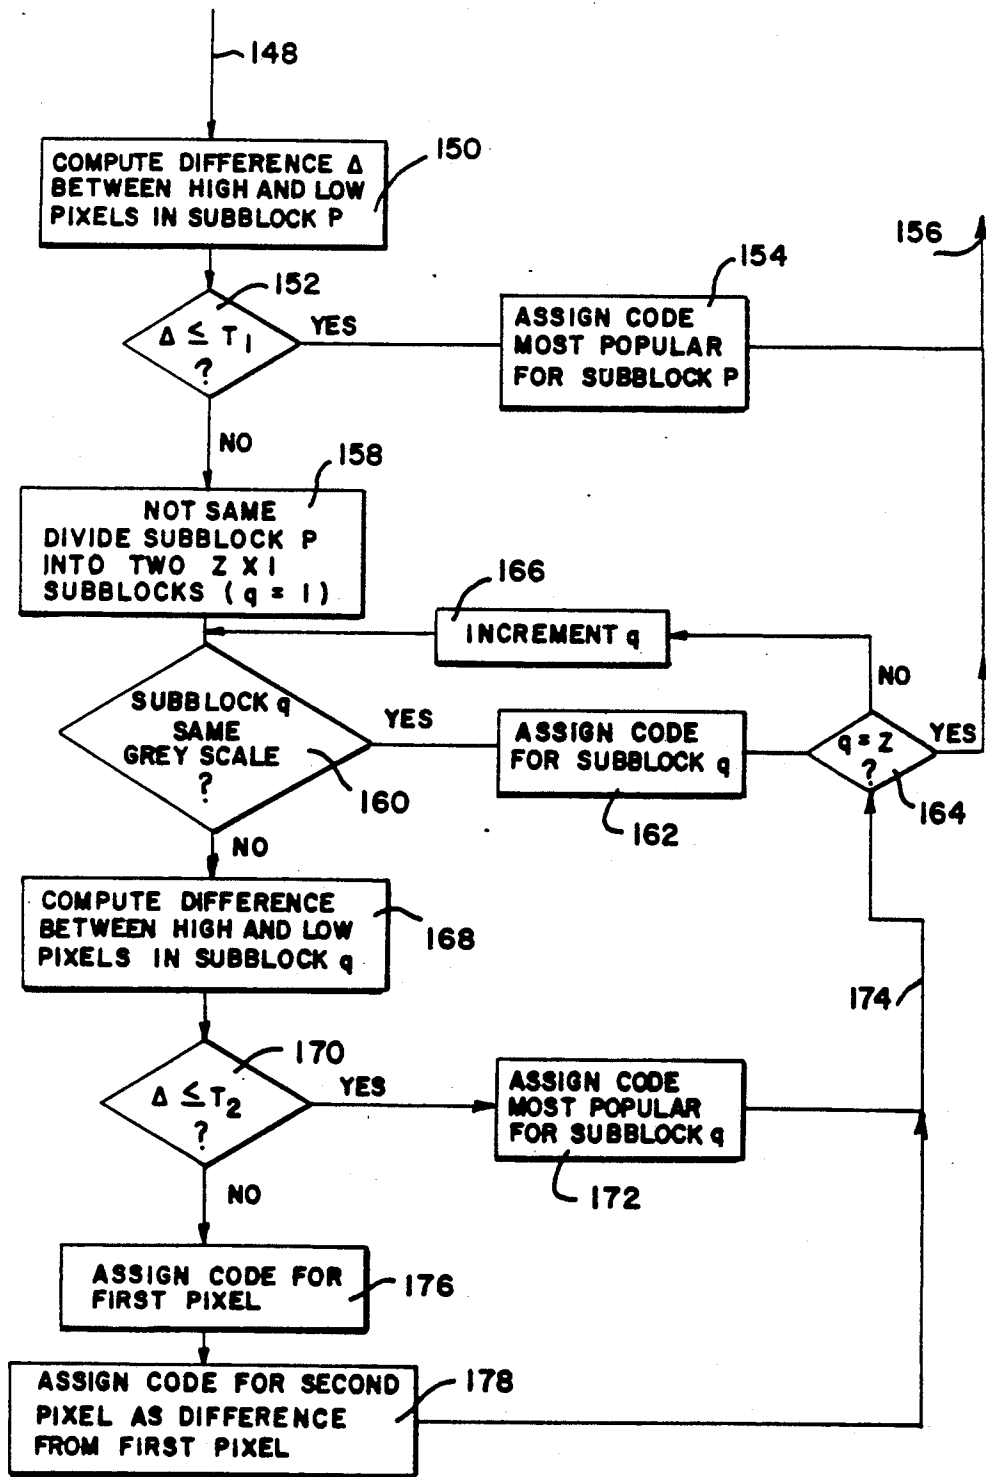 148
COMPUTE DIFFERENCE Δ
BETWEEN HIGH AND LOW
PIXELS IN SUBBLOCK P
150
152
Δ ≤ T1
?
YES
154
ASSIGN CODE
MOST POPULAR
FOR SUBBLOCK P
156
NO
158
NOT SAME
DIVIDE SUBBLOCK P
INTO TWO Z X I
SUBBLOCKS (q = I)
166
INCREMENT q
NO
SUBBLOCK q
SAME
GREY SCALE
?
160
YES
ASSIGN CODE
FOR SUBBLOCK q
162
q = Z
?
YES
164
NO
COMPUTE DIFFERENCE
BETWEEN HIGH AND LOW
PIXELS IN SUBBLOCK q
168
174
170
Δ ≤ T2
?
YES
ASSIGN CODE
MOST POPULAR
FOR SUBBLOCK q
172
NO
ASSIGN CODE FOR
FIRST PIXEL
176
ASSIGN CODE FOR SECOND
PIXEL AS DIFFERENCE
FROM FIRST PIXEL
178